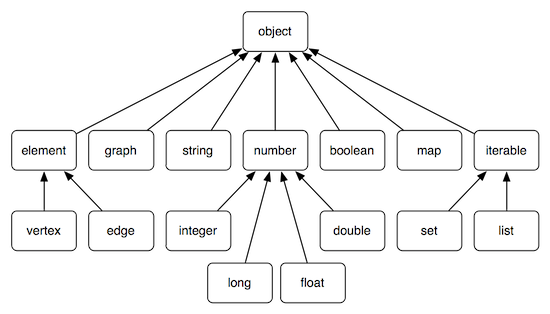 object
element
graph
string
number
boolean
map
iterable
vertex
edge
integer
double
set
list
long
float